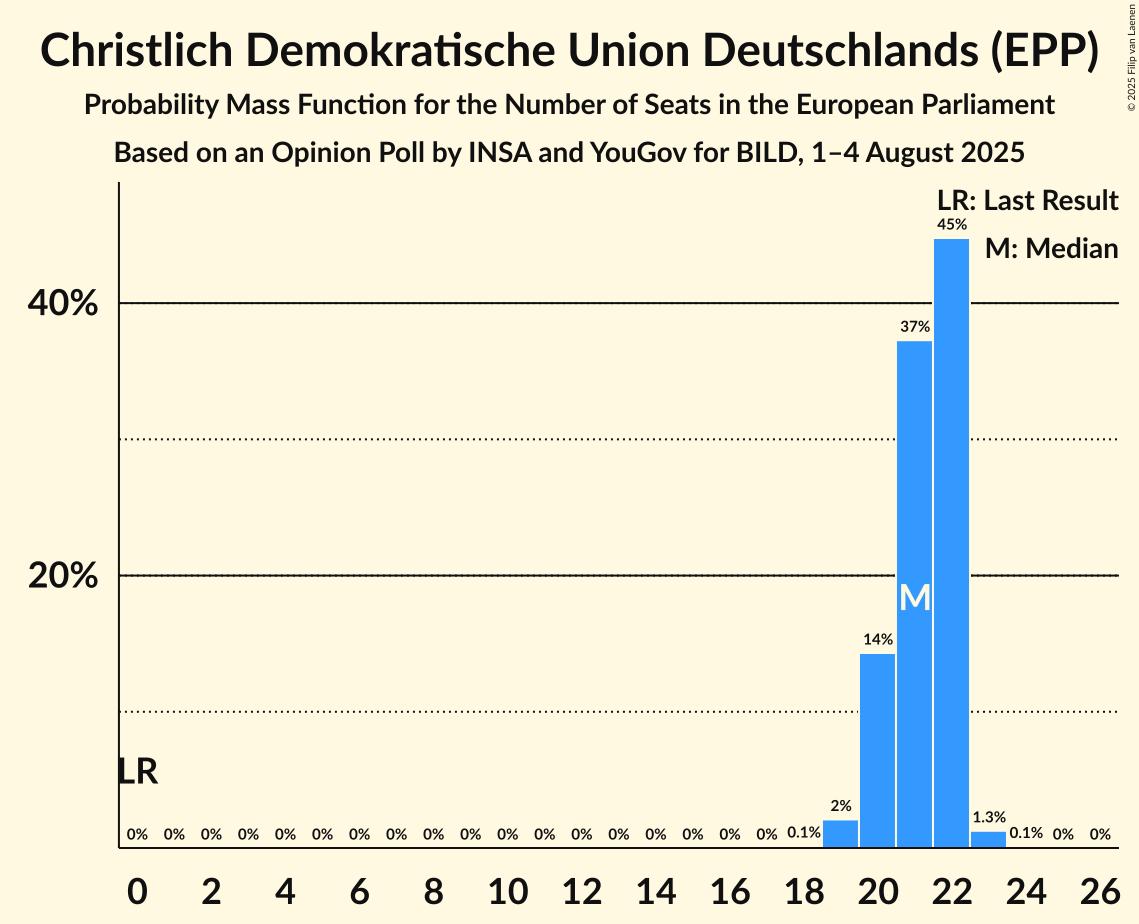 Christlich Demokratische Union Deutschlands (EPP)
Probability Mass Function for the Number of Seats in the European Parliament
Based on an Opinion Poll by INSA and YouGov for BILD, 1–4 August 2025
© 2025 Filip van Laenen
LR: Last Result
M: Median
45%
40%
37%
20%
M
14%
LR
2%
1.3%
0% 0% 0% 0% 0% 0% 0% 0% 0% 0% 0% 0% 0% 0% 0% 0% 0% 0% 0.1% 0.1% 0% 0%
0 2 4 6 8 10 12 14 16 18 20 22 24 26